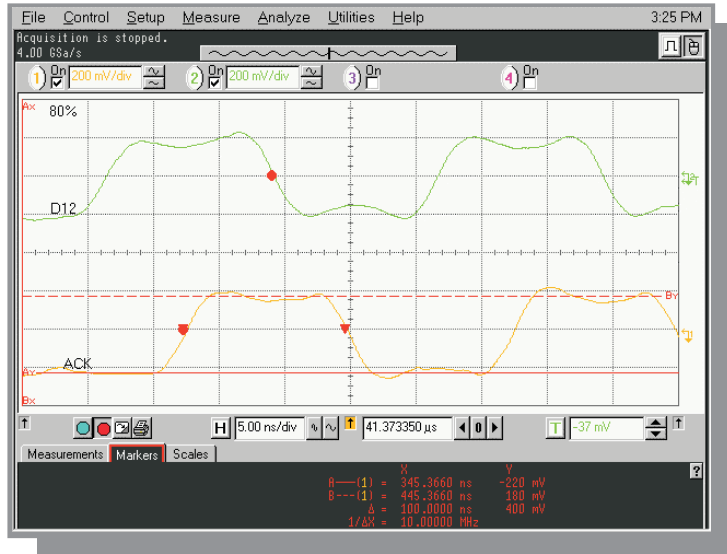 File Control Setup Measure Analyze Utilities Help 3:25 PM
Acquisition is stopped.
4.00 GSa/s
1 On 200 mV/div 2 On 200 mV/div 3 On 4 On
Ax 80%
D12
By
ACK
Ay
Bx
H 5.00 ns/div T 41.373350 µs 0 T -37 mV
Measurements Markers Scales
?
X Y
A——(1) = 345.3660 ns -220 mV
B---(1) = 445.3660 ns 180 mV
Δ = 100.0000 ns 400 mV
1/ΔX = 10.00000 MHz